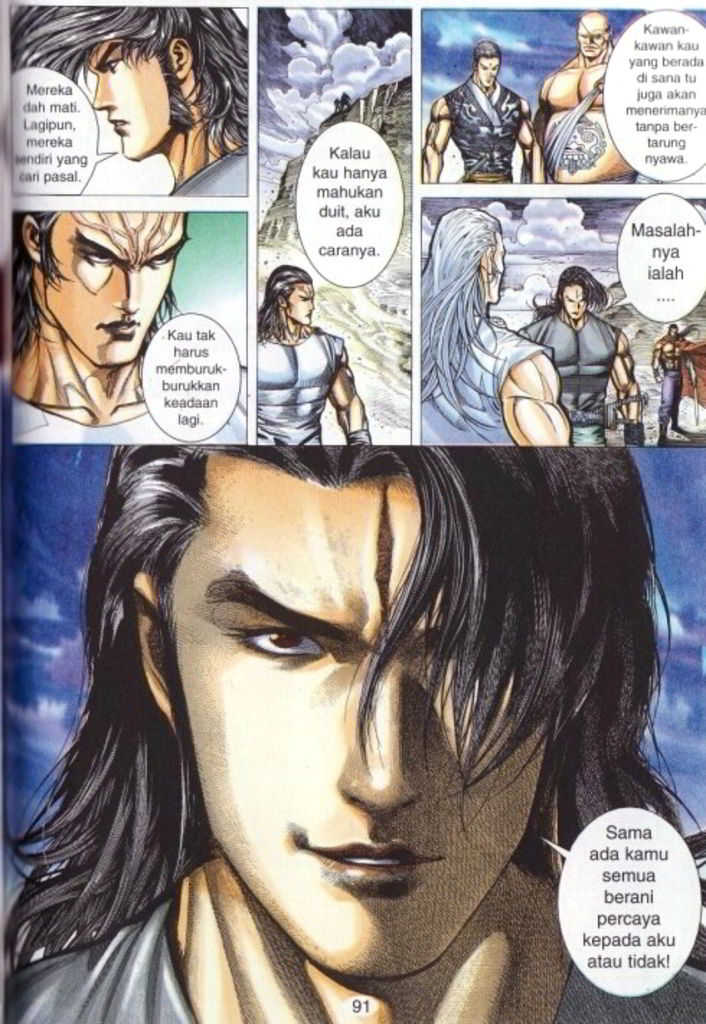 Mereka
dah mati.
Lagipun,
mereka
sendiri yang
cari pasal.
Kau tak
harus
memburuk-
burukkan
keadaan
lagi.
Kalau
kau hanya
mahukan
duit, aku
ada
caranya.
Kawan-
kawan kau
yang berada
di sana tu
juga akan
menerimanya
tanpa ber-
tarung
nyawa.
Masalah-
nya
ialah
....
Sama
ada kamu
semua
berani
percaya
kepada aku
atau tidak!
91